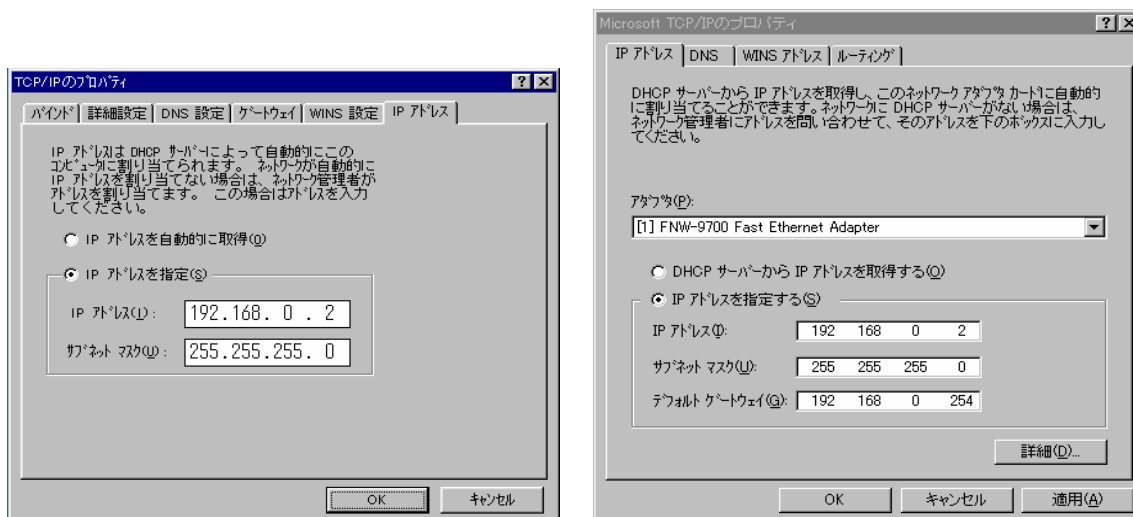 TCP/IPのプロパティ
バインド 詳細設定 DNS 設定 ゲートウェイ WINS 設定 IP アドレス
IP アドレスは DHCP サーバーによって自動的にこの
コンピュータに割り当てられます。 ネットワークが自動的に
IP アドレスを割り当てない場合は、ネットワーク管理者が
アドレスを割り当てます。 この場合はアドレスを入力
してください。
IP アドレスを自動的に取得(O)
IP アドレスを指定(S)
IP アドレス(I): 192.168. 0 . 2
サブネット マスク(U): 255.255.255. 0
OK キャンセル
Microsoft TCP/IPのプロパティ
IP アドレス DNS WINS アドレス ルーティング
DHCP サーバーから IP アドレスを取得し、このネットワーク アダプタ カードに自動的
に割り当てることができます。ネットワークに DHCP サーバーがない場合は、
ネットワーク管理者にアドレスを問い合わせて、そのアドレスを下のボックスに入力し
てください。
アダプタ(P):
[1] FNW-9700 Fast Ethernet Adapter
DHCP サーバーから IP アドレスを取得する(O)
IP アドレスを指定する(S)
IP アドレス(I): 192 168 0 2
サブネット マスク(U): 255 255 255 0
デフォルト ゲートウェイ(G): 192 168 0 254
詳細(D)...
OK キャンセル 適用(A)